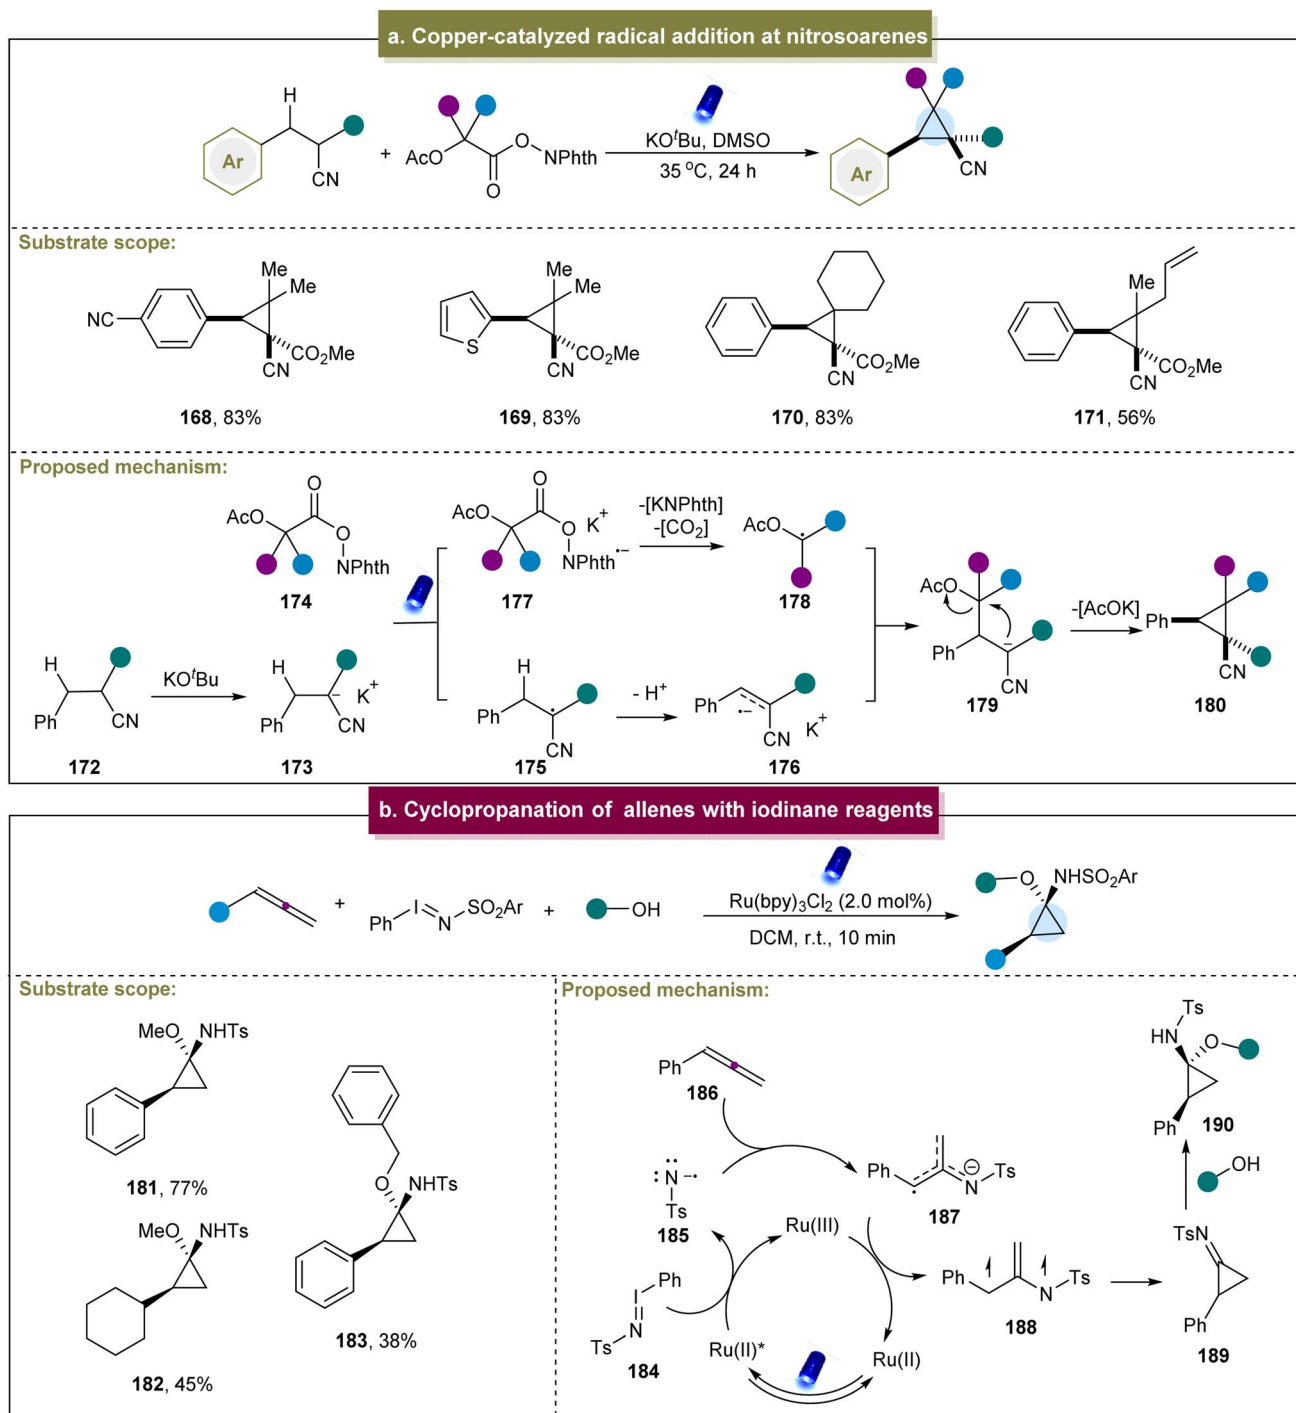 a. Copper-catalyzed radical addition at nitrosoarenes
H
Ar
CN
+
AcO
O
O
NPhth
KOᵗBu, DMSO
35 °C, 24 h
Ar
CN
Substrate scope:
NC
Me
Me
CO₂Me
CN
168, 83%
S
Me
Me
CO₂Me
CN
169, 83%
CO₂Me
CN
170, 83%
Me
CO₂Me
CN
171, 56%
Proposed mechanism:
O
AcO
O
N
NPhth
174
O
AcO
O
K⁺
NPhth•−
177
-[KNPhth]
-[CO₂]
AcO
178
H
Ph
CN
172
KOᵗBu
H
Ph
−
K⁺
CN
173
H
Ph
CN
175
- H⁺
Ph
•−
CN
K⁺
176
AcO
Ph
−
CN
179
-[AcOK]
Ph
CN
180
b. Cyclopropanation of allenes with iodinane reagents
+
Ph
I
N
SO₂Ar
+
OH
Ru(bpy)₃Cl₂ (2.0 mol%)
DCM, r.t., 10 min
O
NHSO₂Ar
Substrate scope:
MeO
NHTs
181, 77%
MeO
NHTs
182, 45%
O
NHTs
183, 38%
Proposed mechanism:
Ph
186
N
Ts
185
Ph
I
N
Ts
184
Ru(III)
Ru(II)*
Ru(II)
Ph
N
Ts
187
Ph
N
Ts
188
TsN
Ph
189
OH
Ts
HN
O
Ph
190